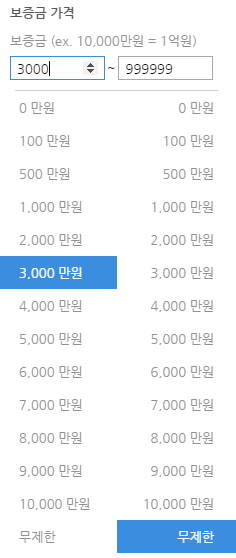 보증금 가격
보증금 (ex. 10,000만원 = 1억원)
3000 ~ 999999
0 만원 0 만원
100 만원 100 만원
500 만원 500 만원
1,000 만원 1,000 만원
2,000 만원 2,000 만원
3,000 만원 3,000 만원
4,000 만원 4,000 만원
5,000 만원 5,000 만원
6,000 만원 6,000 만원
7,000 만원 7,000 만원
8,000 만원 8,000 만원
9,000 만원 9,000 만원
10,000 만원 10,000 만원
무제한 무제한